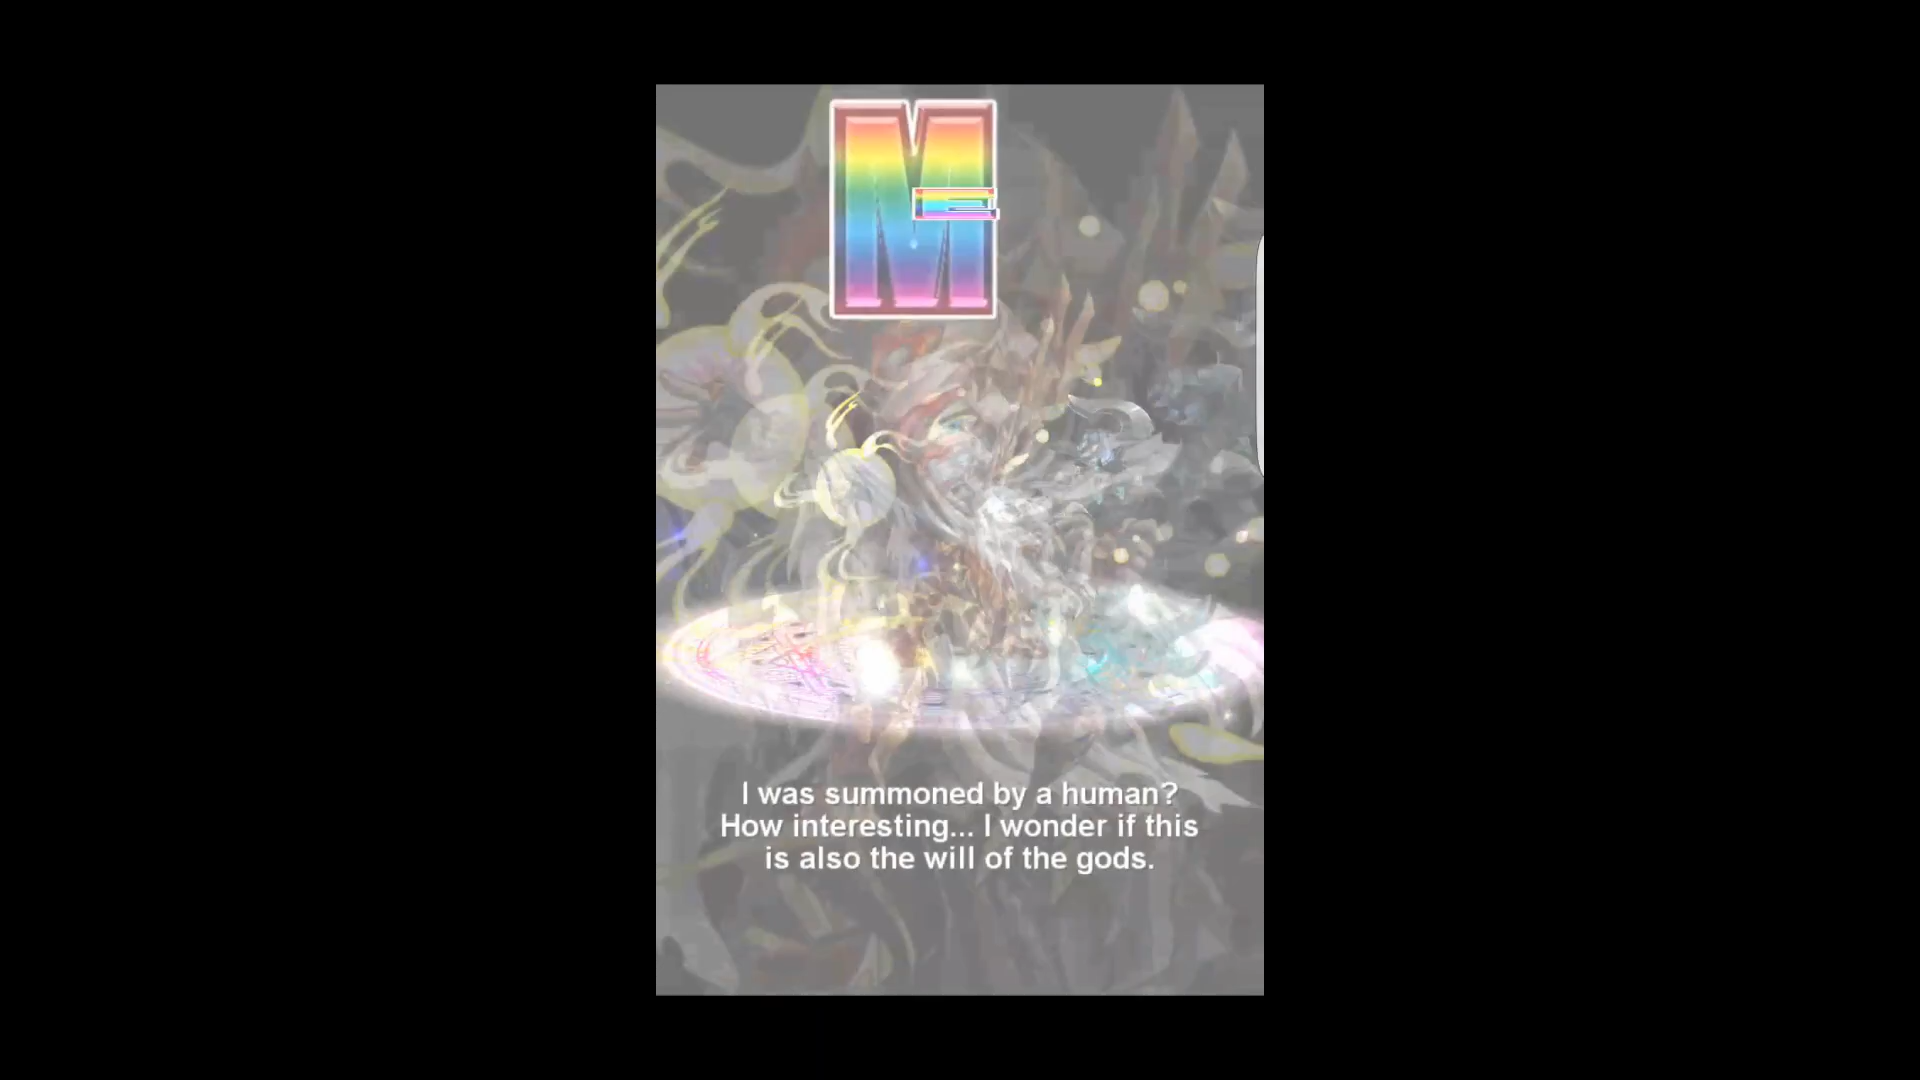 M
I was summoned by a human?
How interesting... I wonder if this
is also the will of the gods.